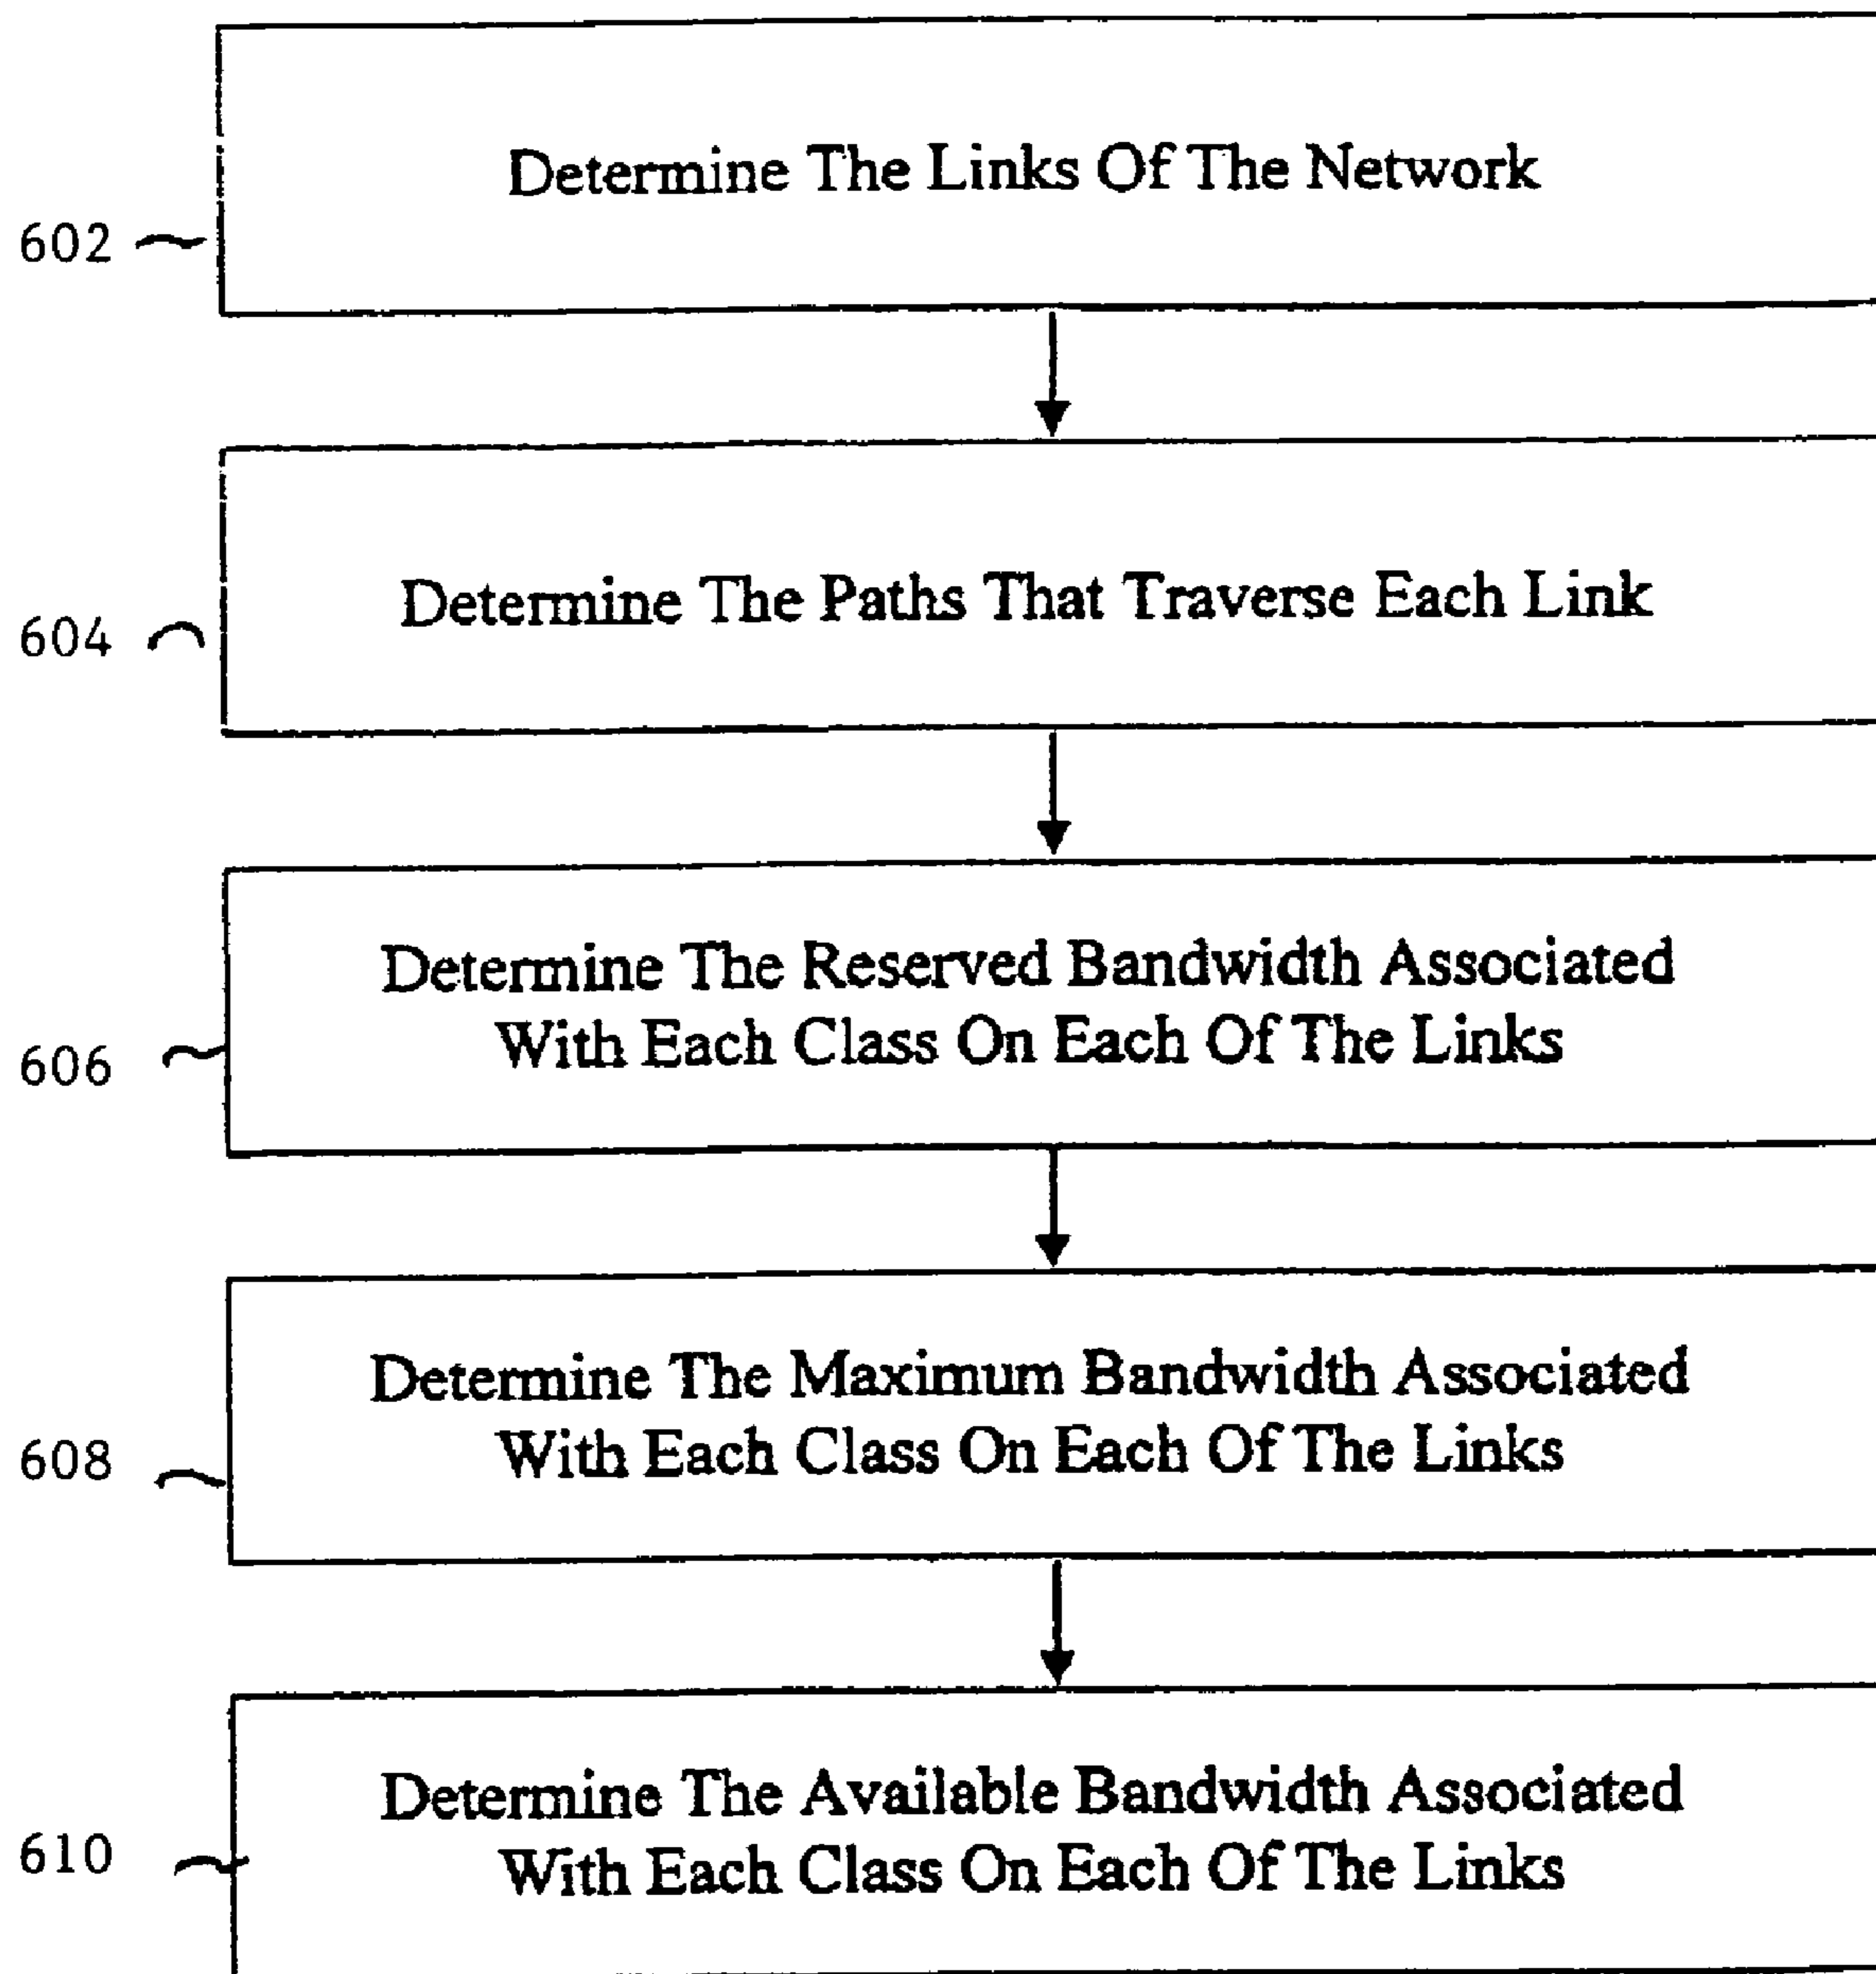 Determine The Links Of The Network
602
Determine The Paths That Traverse Each Link
604
Determine The Reserved Bandwidth Associated
With Each Class On Each Of The Links
606
Determine The Maximum Bandwidth Associated
With Each Class On Each Of The Links
608
Determine The Available Bandwidth Associated
With Each Class On Each Of The Links
610